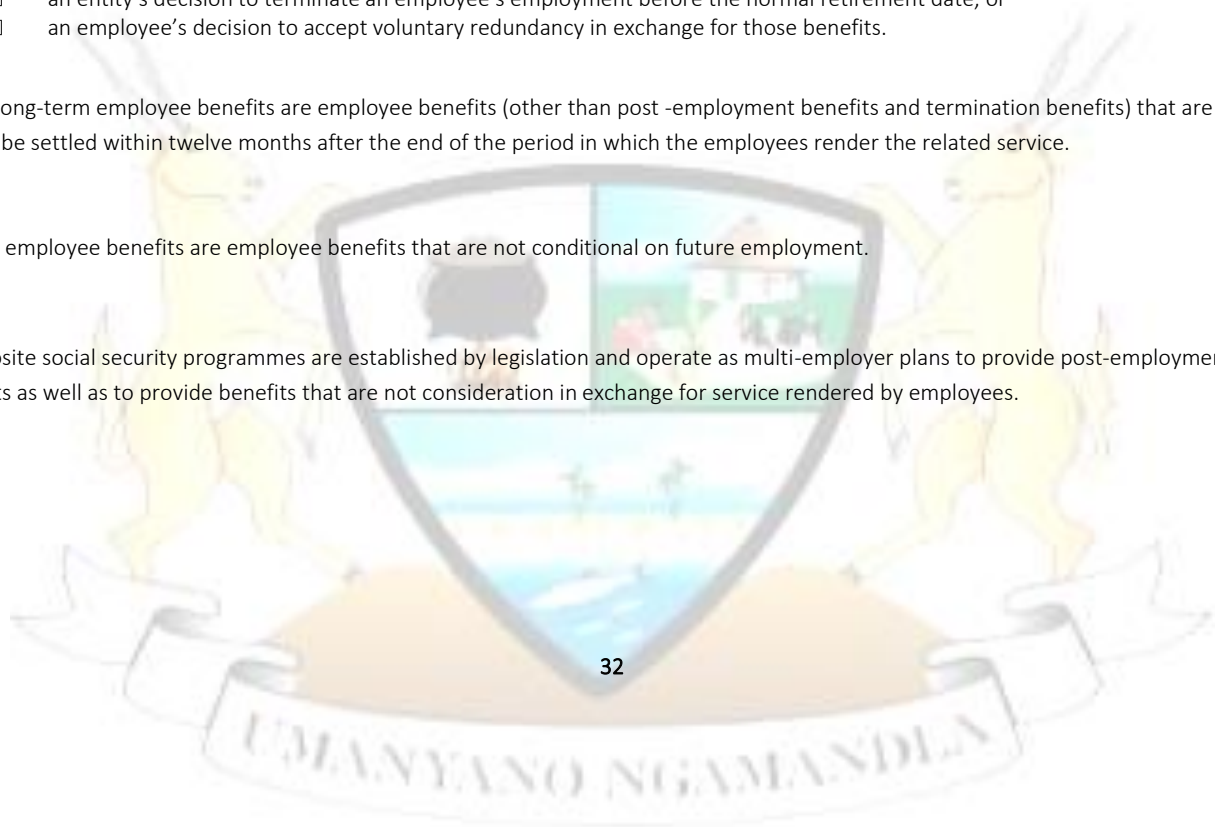 an entity's decision to terminate an employee's employment before the normal retirement date; or
an employee's decision to accept voluntary redundancy in exchange for those benefits.
ong-term employee benefits are employee benefits (other than post -employment benefits and termination benefits) that are
be settled within twelve months after the end of the period in which the employees render the related service.
employee benefits are employee benefits that are not conditional on future employment.
site social security programmes are established by legislation and operate as multi-employer plans to provide post-employmen
ts as well as to provide benefits that are not consideration in exchange for service rendered by employees.
32
UMANYANO NGAMANDLA